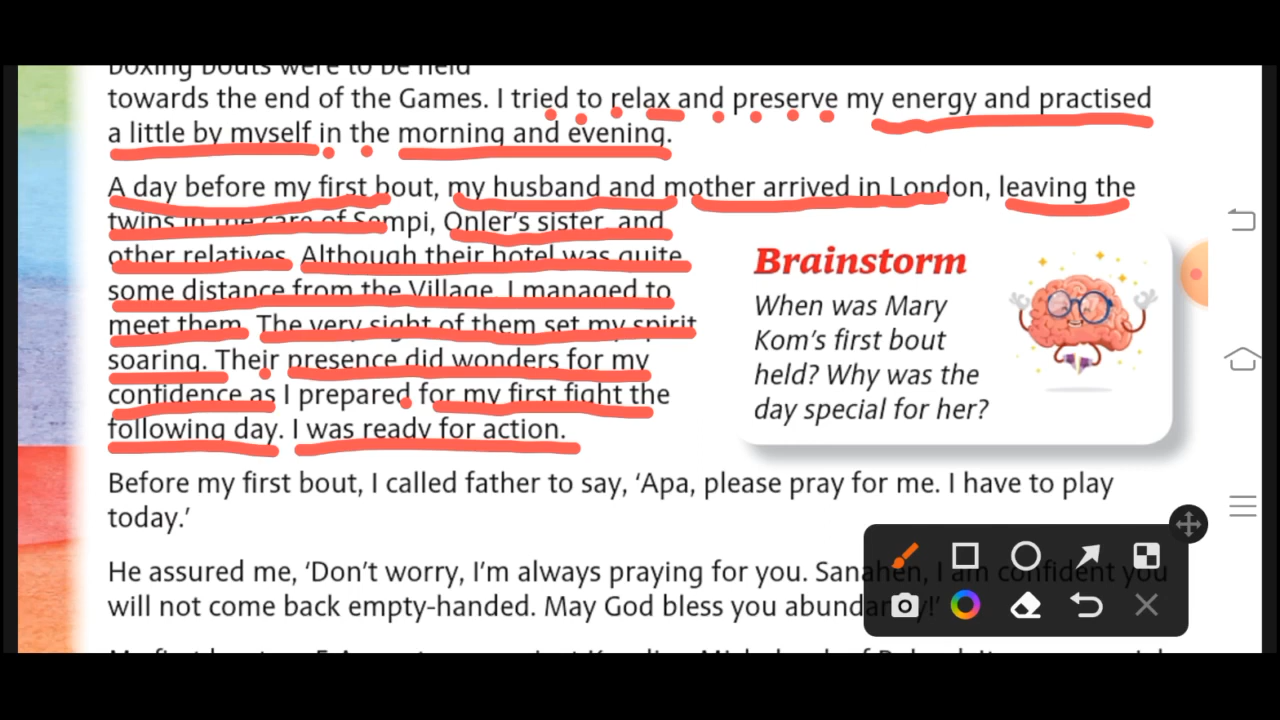 boxing bouts were to be held
towards the end of the Games. I tried to relax and preserve my energy and practised
a little by myself in the morning and evening.
A day before my first bout, my husband and mother arrived in London, leaving the
twins in the care of Sempi, Onler's sister, and
other relatives. Although their hotel was quite
some distance from the Village, I managed to
meet them. The very sight of them set my spirit
soaring. Their presence did wonders for my
confidence as I prepared for my first fight the
following day. I was ready for action.
Brainstorm
When was Mary
Kom's first bout
held? Why was the
day special for her?
Before my first bout, I called father to say, 'Apa, please pray for me. I have to play
today.'
He assured me, 'Don't worry, I'm always praying for you. Sanahen, I am confident you
will not come back empty-handed. May God bless you abundantly!'